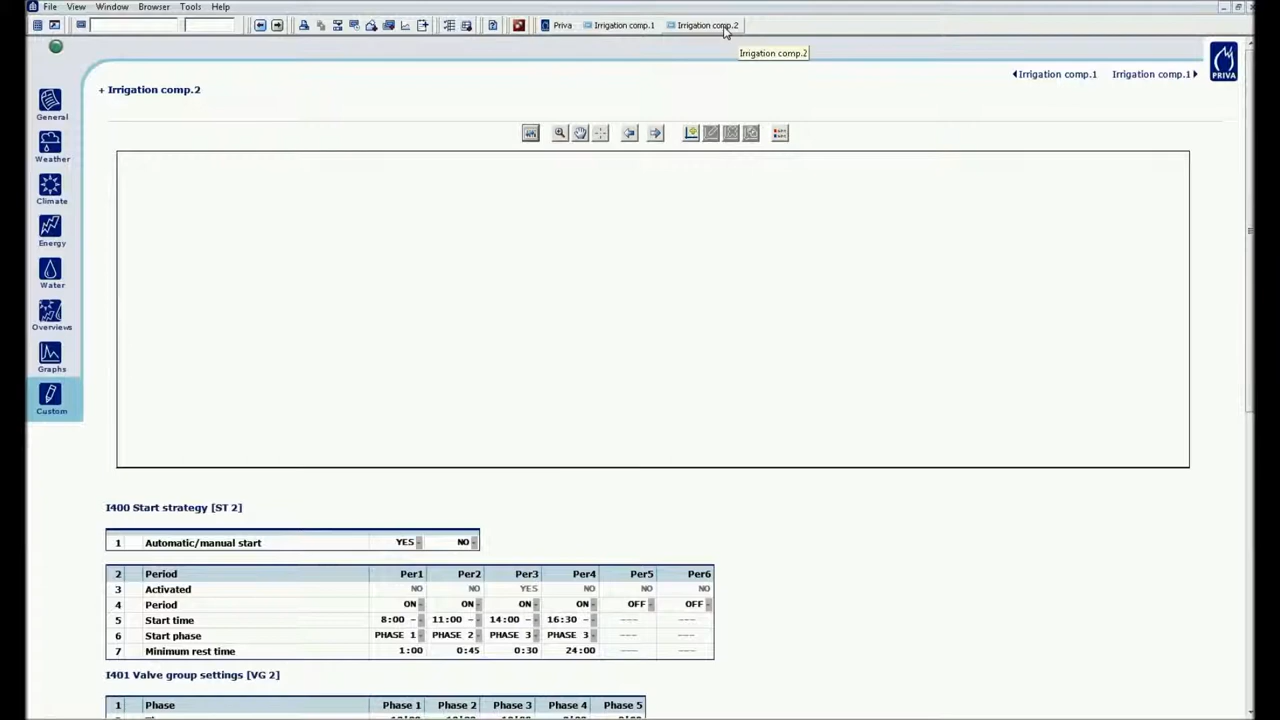 File View Window Browser Tools Help
Priva Irrigation comp.1 Irrigation comp.2
Irrigation comp.2
PRIVA
Irrigation comp.1 Irrigation comp.1
+ Irrigation comp.2
General
Weather
Climate
Energy
Water
Overviews
Graphs
Custom
I400 Start strategy [ST 2]
1 Automatic/manual start YES NO
2 Period Per1 Per2 Per3 Per4 Per5 Per6
3 Activated NO NO YES NO NO NO
4 Period ON ON ON ON OFF OFF
5 Start time 8:00 - 11:00 - 14:00 - 16:30 - --- ---
6 Start phase PHASE 1 PHASE 2 PHASE 3 PHASE 3 --- ---
7 Minimum rest time 1:00 0:45 0:30 24:00 --- ---
I401 Valve group settings [VG 2]
1 Phase Phase 1 Phase 2 Phase 3 Phase 4 Phase 5